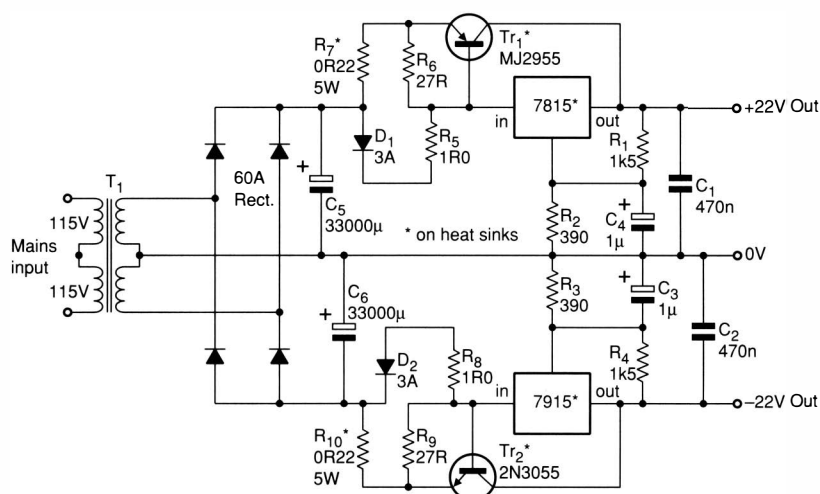 R7*
0R22
5W
R6
27R
Tr1*
MJ2955
7815*
in
out
+22V Out
D1
3A
R5
1R0
R1
1k5
C1
470n
T1
60A
Rect.
+
C5
33000µ
115V
Mains
input
115V
* on heat sinks
R2
390
+
C4
1µ
0V
C6
33000µ
+
R3
390
+
C3
1µ
C2
470n
D2
3A
R8
1R0
R4
1k5
in
7915*
out
−22V Out
R10*
0R22
5W
R9
27R
Tr2*
2N3055